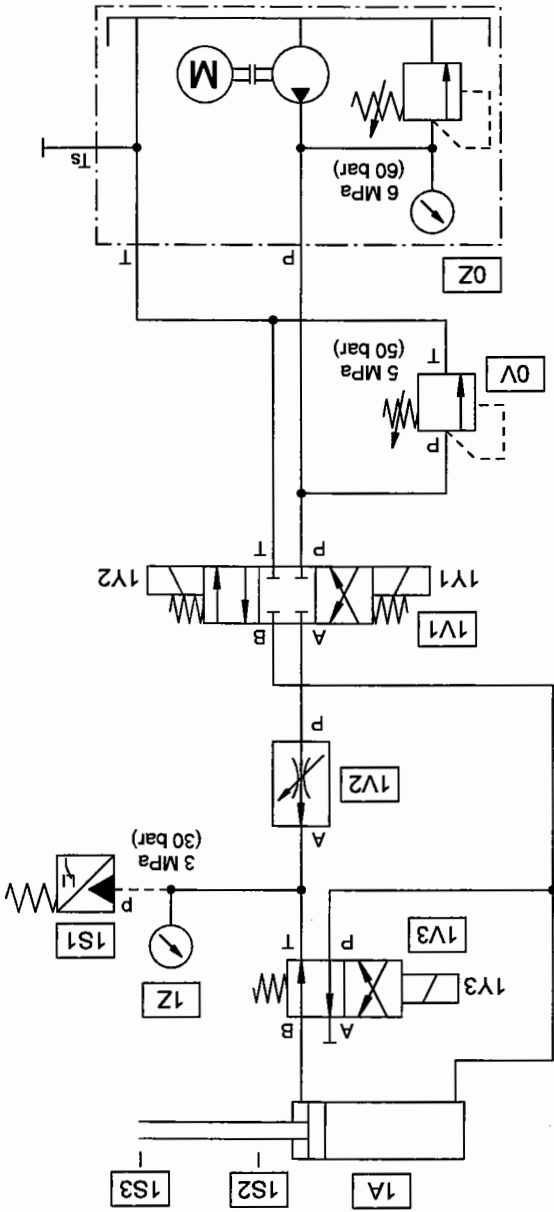 1A
1S2
1S3
A
B
1Y3
1Z
1V3
P
T
1S1
p
3 MPa
(30 bar)
A
1V2
P
1V1
A
B
1Y1
1Y2
P
T
P
0V
5 MPa
(50 bar)
T
0Z
P
T
6 MPa
(60 bar)
Ts
M